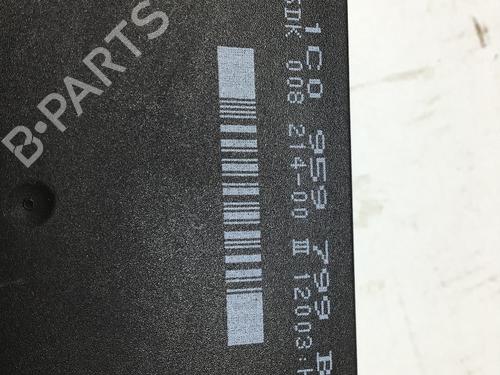 B-PARTS
1C0 959 799 B
5DK 008 214-00 III 12003:H